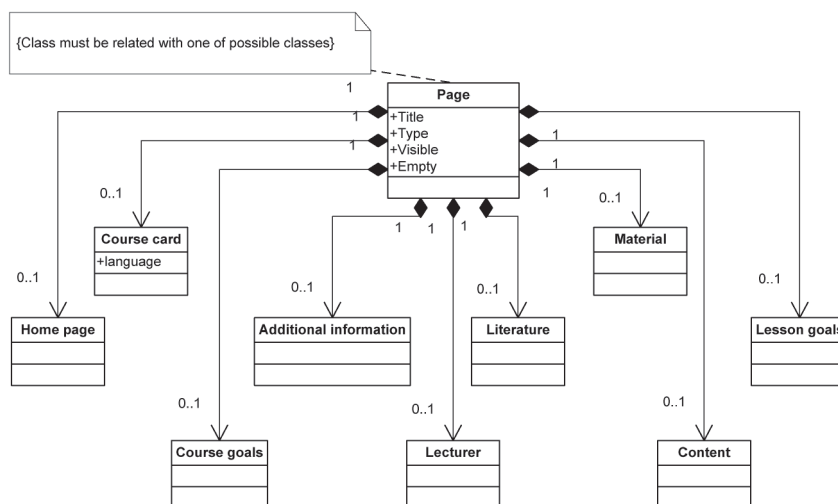 {Class must be related with one of possible classes}
1
Page
+Title
+Type
+Visible
+Empty
1
1
1
1
1
1
1
1
0..1
0..1
Course card
+language
Material
0..1
0..1
0..1
0..1
Home page
Additional information
Literature
Lesson goals
0..1
0..1
0..1
Course goals
Lecturer
Content